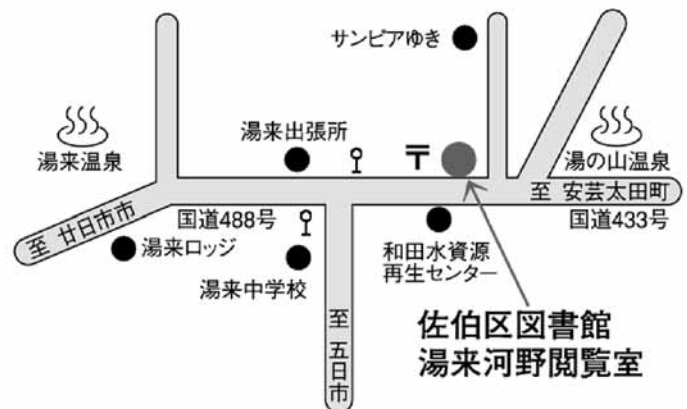 サンピアゆき
湯来温泉
湯来出張所
〒
湯の山温泉
至 安芸太田町
至 廿日市市
国道488号
国道433号
湯来ロッジ
湯来中学校
和田水資源
再生センター
至 五日市
佐伯区図書館
湯来河野閲覧室